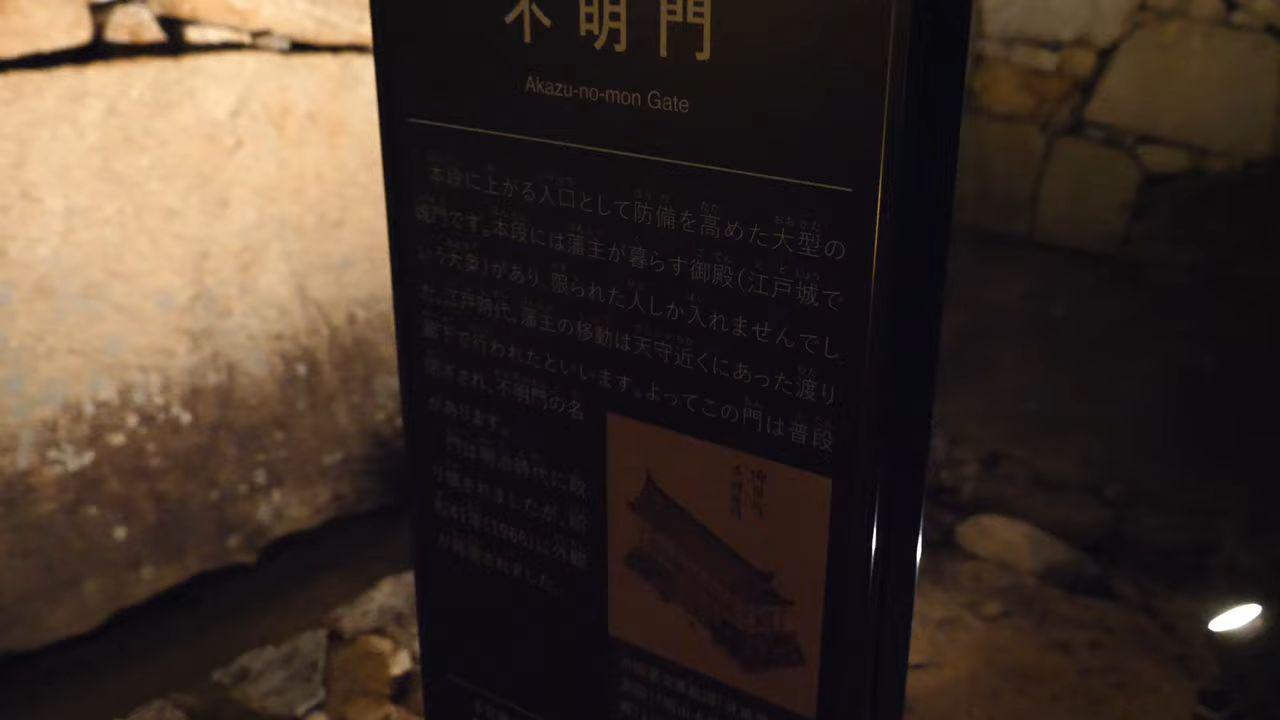 不明門
Akazu-no-mon Gate
本段に上がる入口として防備を高めた大型の
城門です。本段には藩主が暮らす御殿(江戸城で
いう大奥)があり、限られた人しか入れませんでし
た。江戸時代、藩主の移動は天守近くにあった渡り
廊下で行われたといいます。よってこの門は普段
閉ざされ、不明門の名
があります。
門は明治時代に取
り壊されましたが、昭
和41年(1966)に外観
が再建されました。